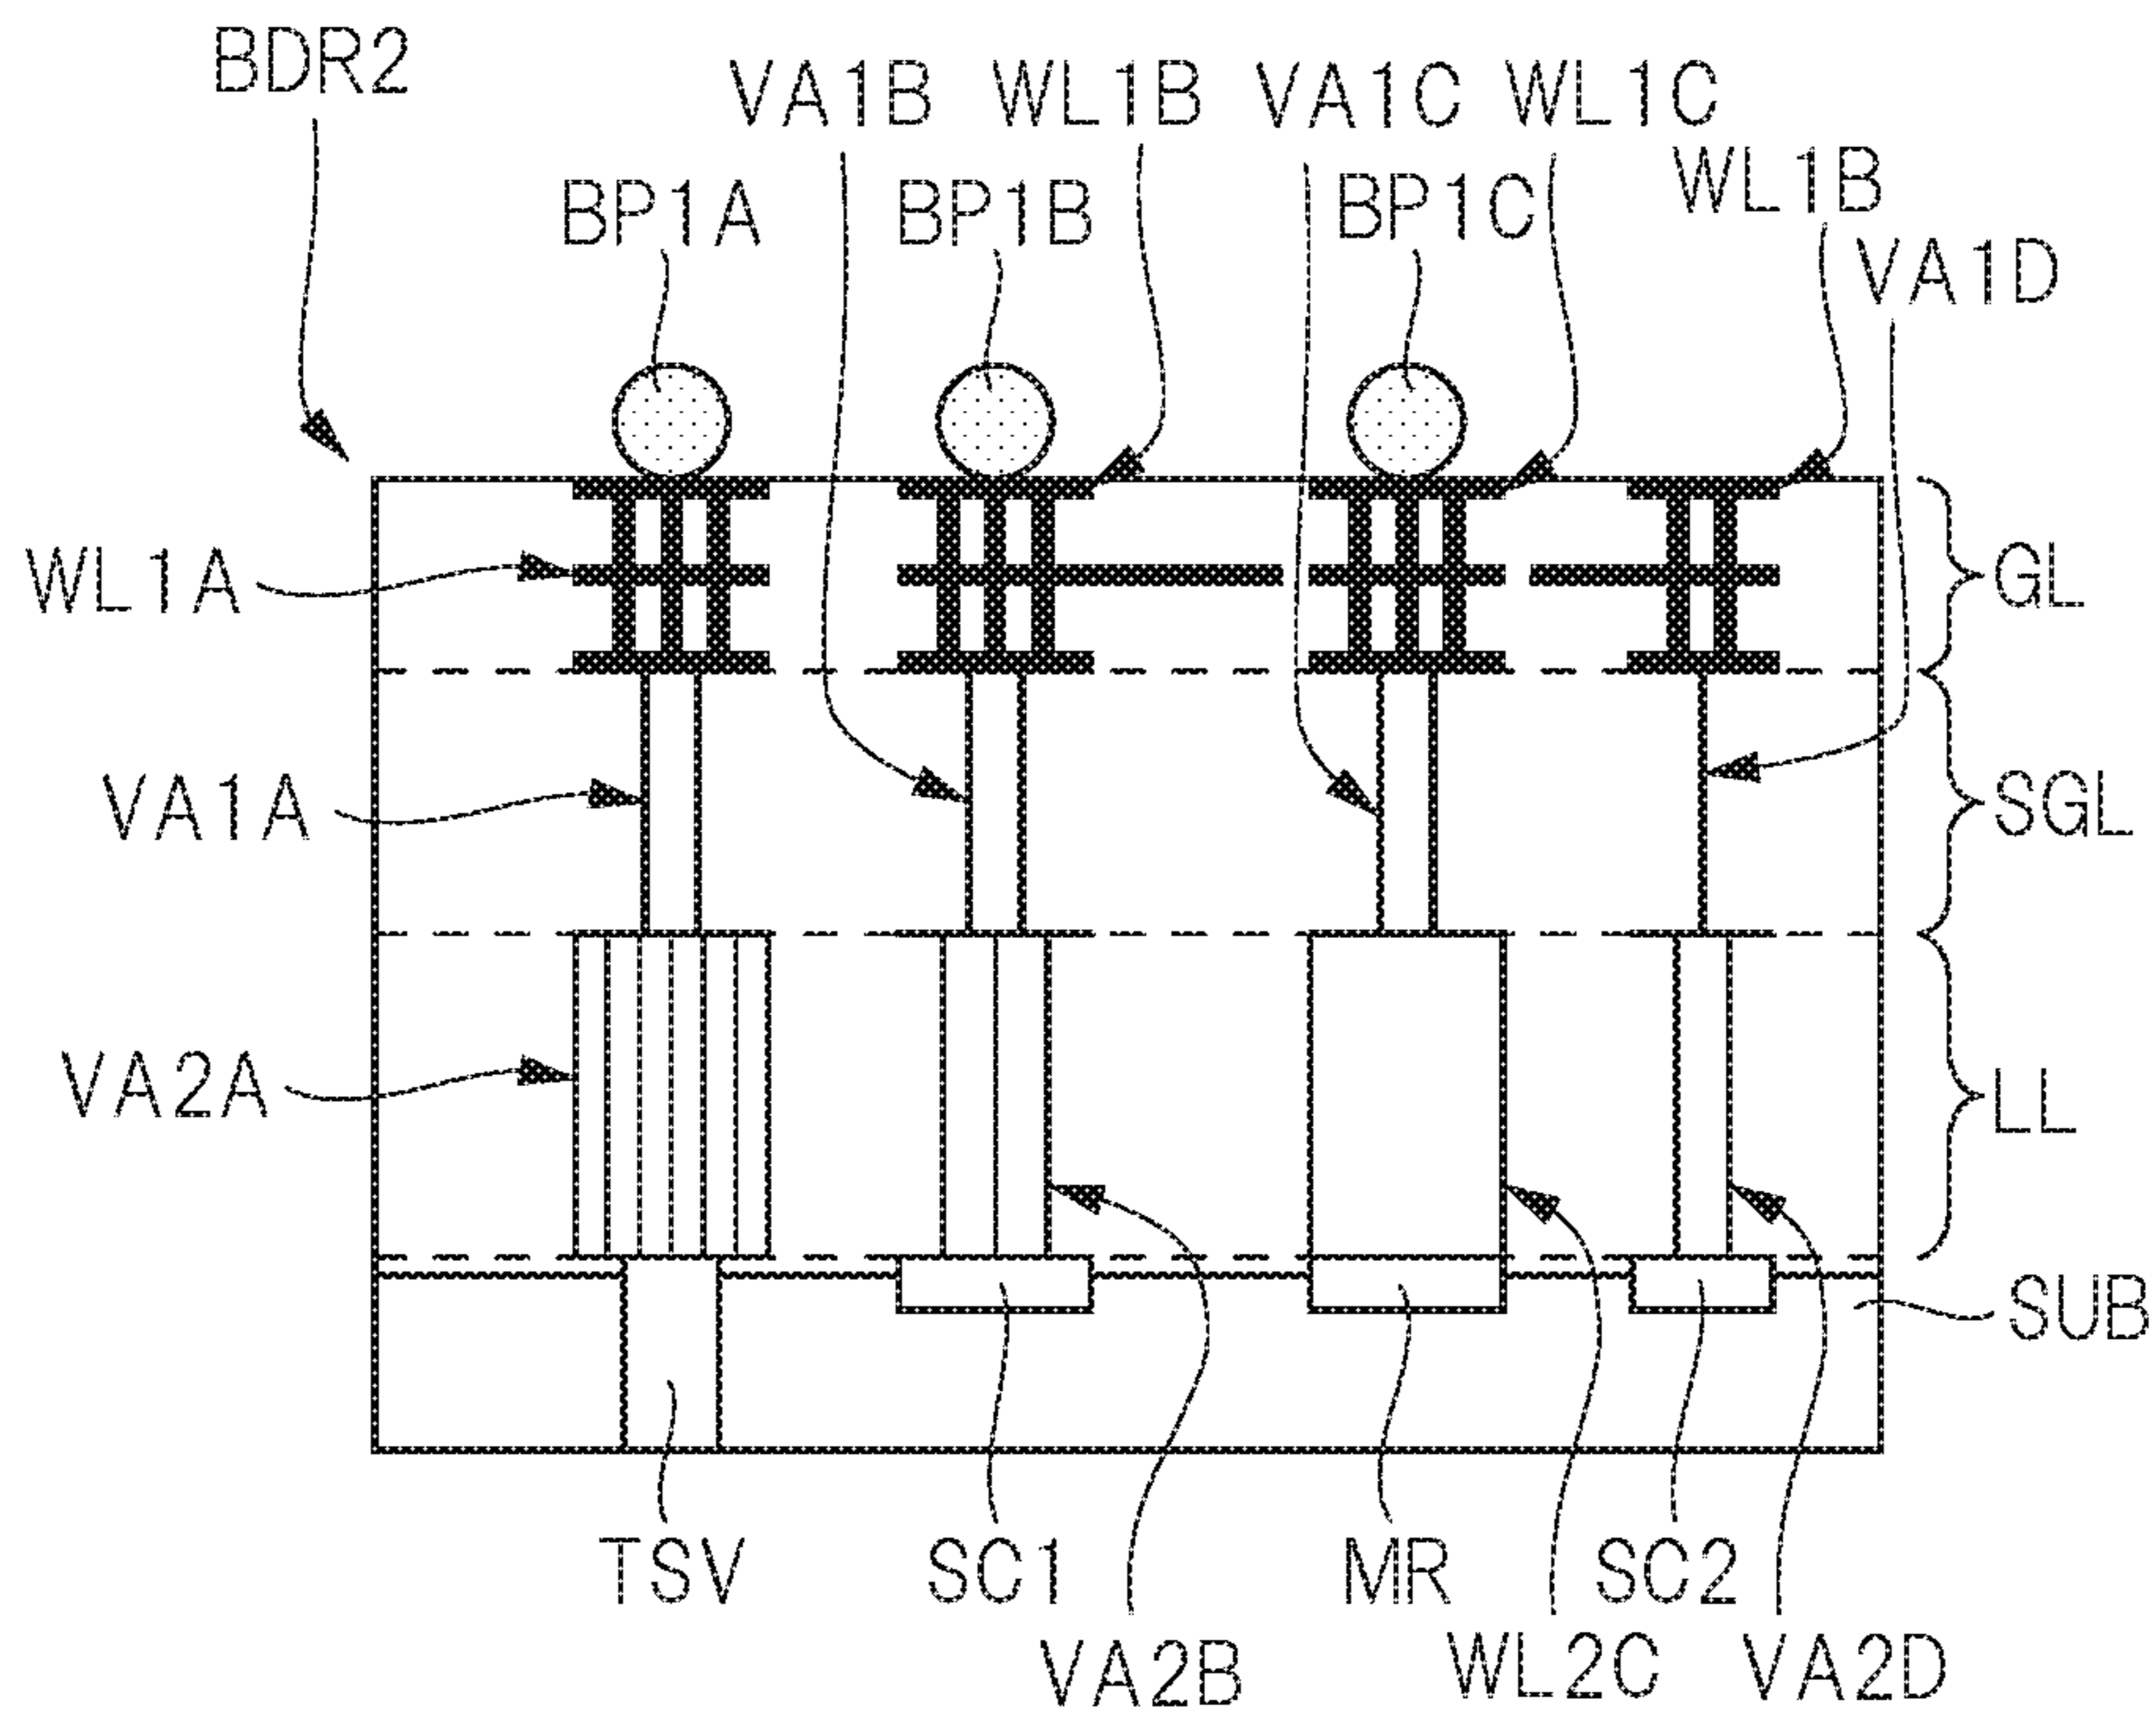 BDR2
VA1B WL1B VA1C WL1C
BP1A BP1B BP1C WL1B
VA1D
WL1A GL
VA1A SGL
VA2A LL
SUB
TSV SC1 MR SC2
VA2B WL2C VA2D